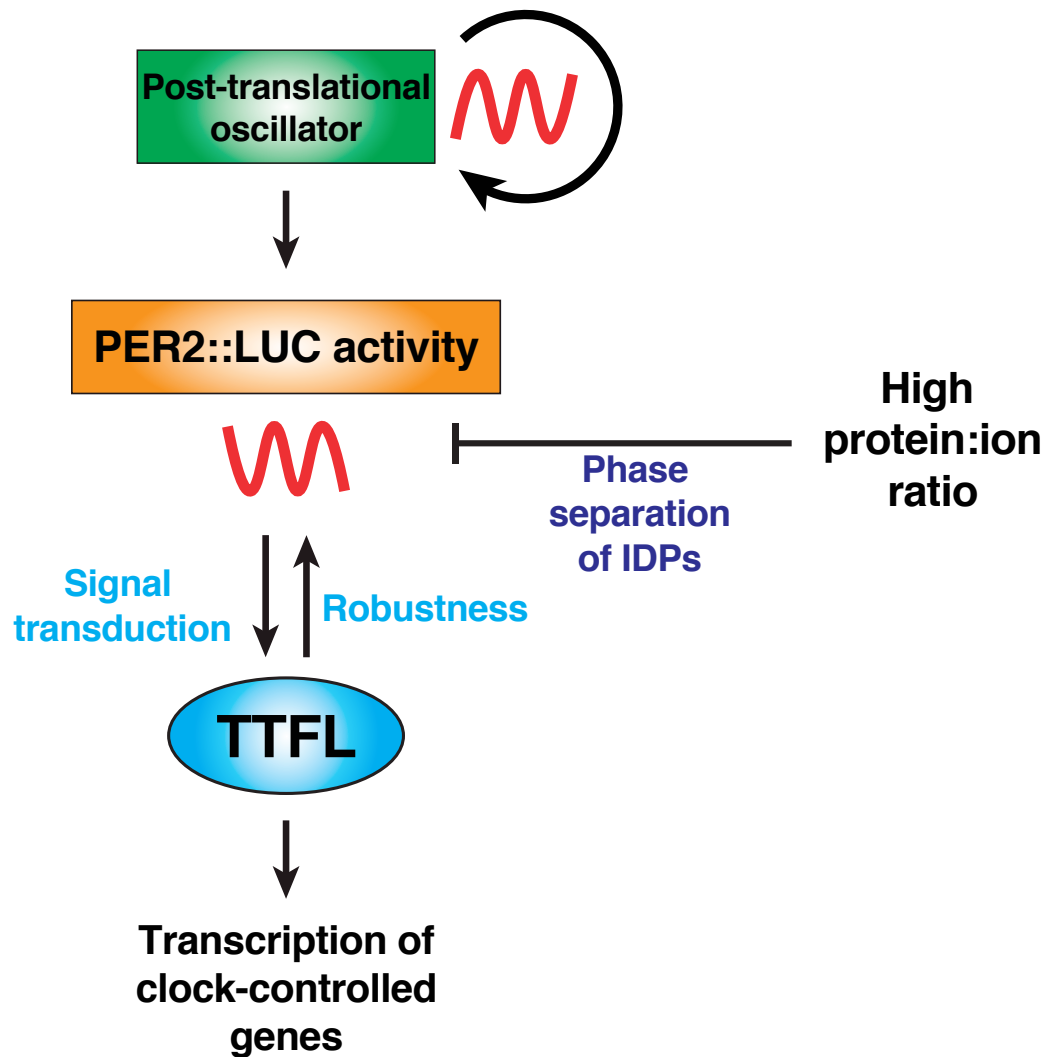 Post-translational
oscillator
PER2::LUC activity
High
protein:ion
ratio
Phase
separation
of IDPs
Signal
transduction
Robustness
TTFL
Transcription of
clock-controlled
genes